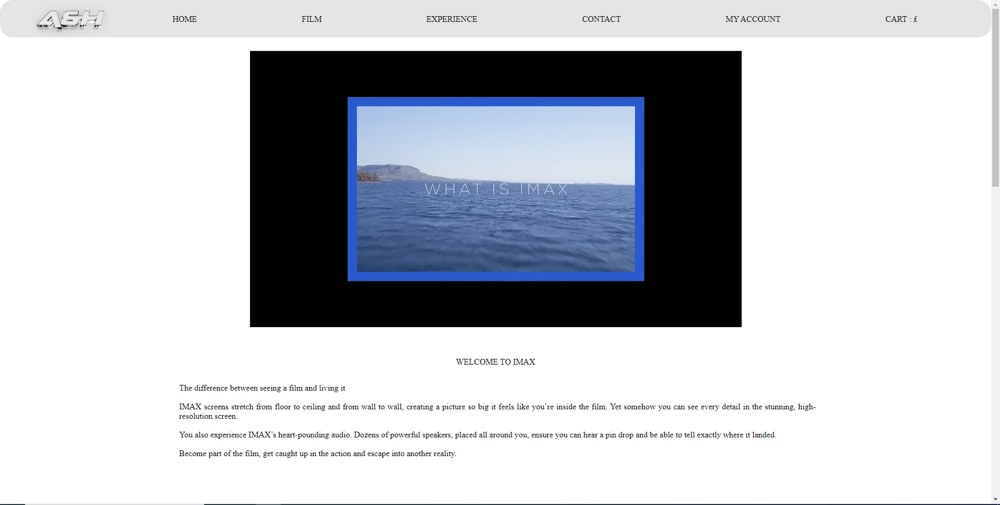 A&H
HOME
FILM
EXPERIENCE
CONTACT
MY ACCOUNT
CART : £
WHAT IS IMAX
WELCOME TO IMAX
The difference between seeing a film and living it
IMAX screens stretch from floor to ceiling and from wall to wall, creating a picture so big it feels like you’re inside the film. Yet somehow you can see every detail in the stunning, high-
resolution screen.
You also experience IMAX’s heart-pounding audio. Dozens of powerful speakers, placed all around you, ensure you can hear a pin drop and be able to tell exactly where it landed.
Become part of the film, get caught up in the action and escape into another reality.